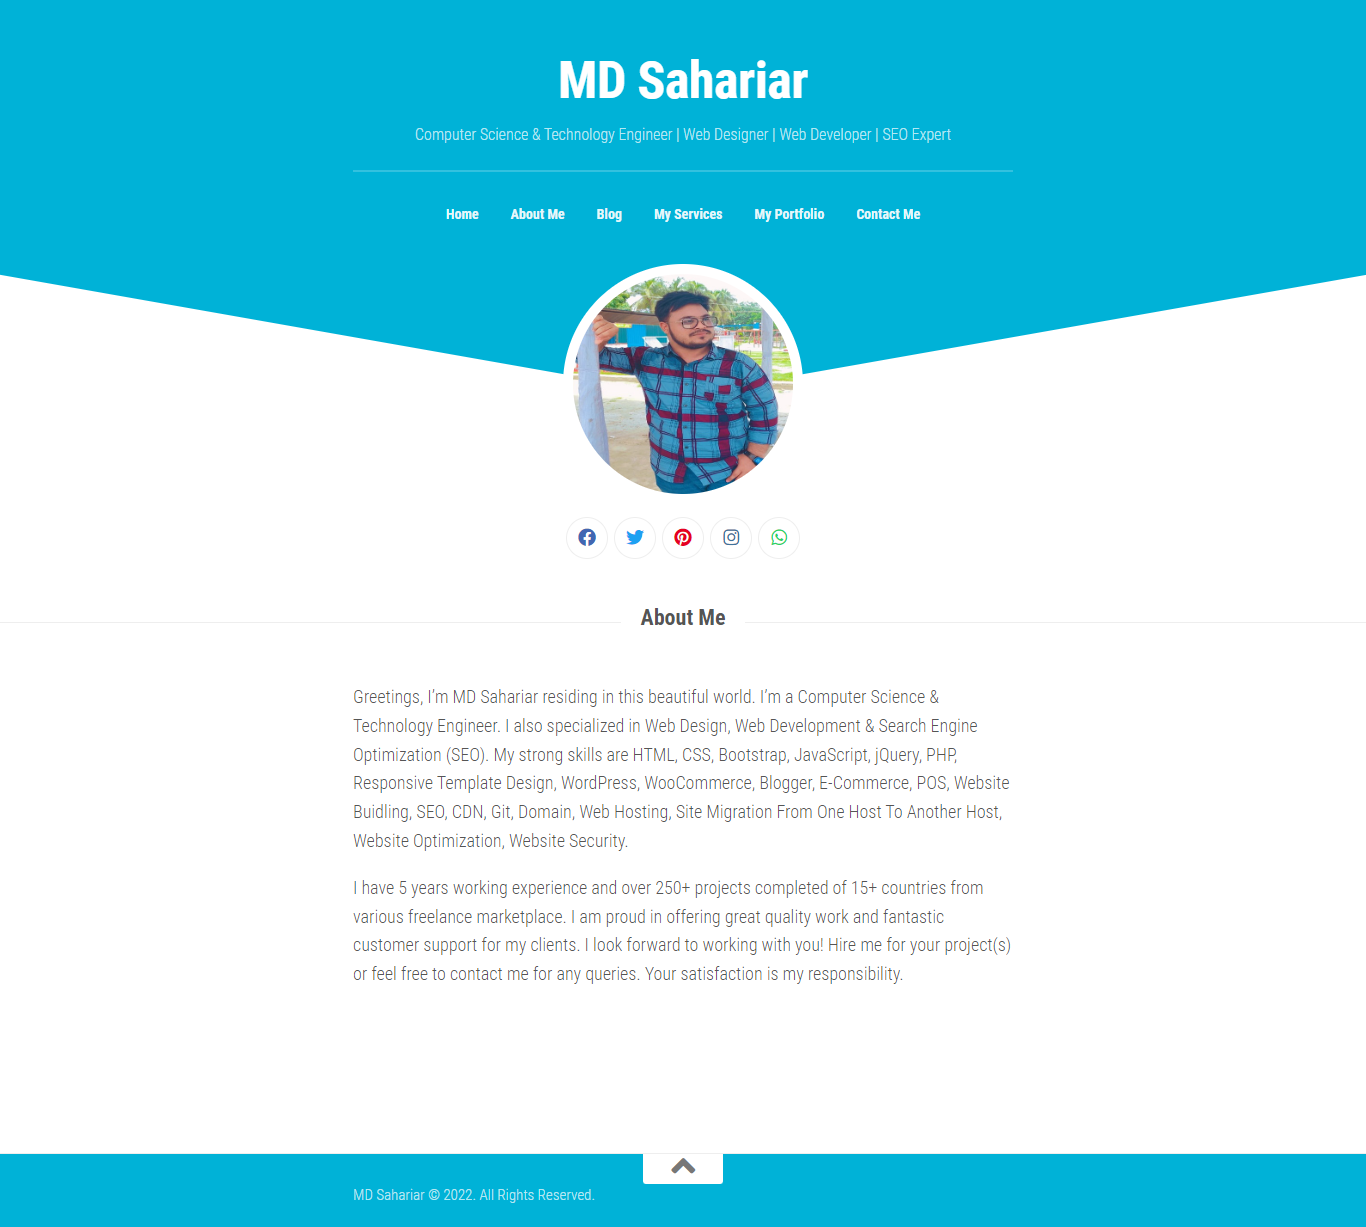 MD Sahariar
Computer Science & Technology Engineer | Web Designer | Web Developer | SEO Expert
Home About Me Blog My Services My Portfolio Contact Me
About Me
Greetings, I’m MD Sahariar residing in this beautiful world. I’m a Computer Science &
Technology Engineer. I also specialized in Web Design, Web Development & Search Engine
Optimization (SEO). My strong skills are HTML, CSS, Bootstrap, JavaScript, jQuery, PHP,
Responsive Template Design, WordPress, WooCommerce, Blogger, E-Commerce, POS, Website
Buidling, SEO, CDN, Git, Domain, Web Hosting, Site Migration From One Host To Another Host,
Website Optimization, Website Security.
I have 5 years working experience and over 250+ projects completed of 15+ countries from
various freelance marketplace. I am proud in offering great quality work and fantastic
customer support for my clients. I look forward to working with you! Hire me for your project(s)
or feel free to contact me for any queries. Your satisfaction is my responsibility.
MD Sahariar © 2022. All Rights Reserved.